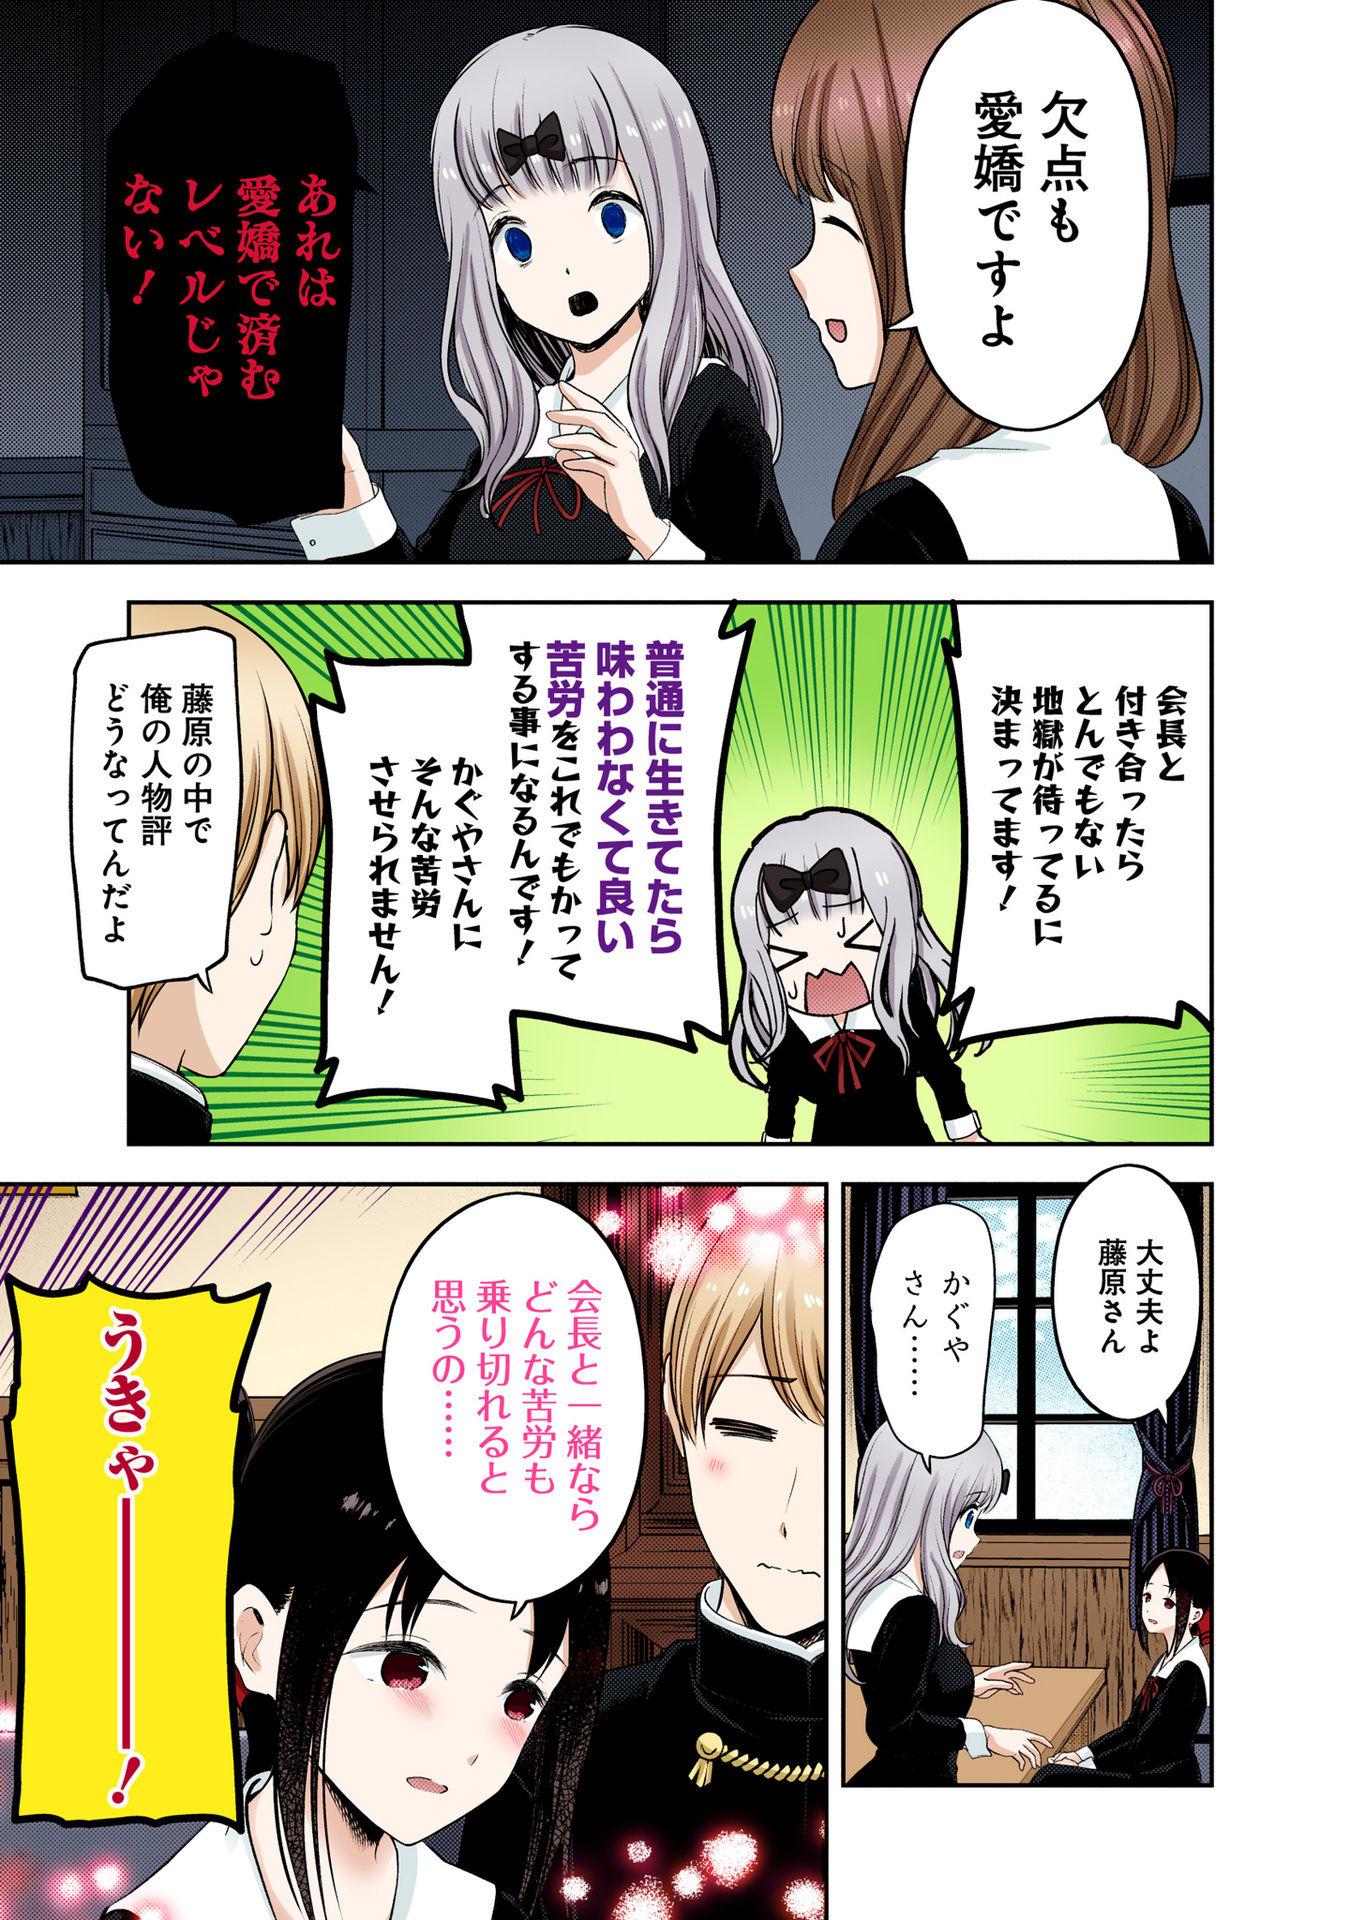 欠点も
愛嬌ですよ
あれは
愛嬌で済む
レベルじゃ
ない！
会長と
付き合ったら
とんでもない
地獄が待ってるに
決まってます！
普通に生きてたら
味わわなくて良い
苦労をこれでもかって
する事になるんです！
かぐやさんに
そんな苦労
させられません！
藤原の中で
俺の人物評
どうなってんだよ
大丈夫よ
藤原さん
かぐや
さん……
会長と一緒なら
どんな苦労も
乗り切れると
思うの……
うきゃーーー！